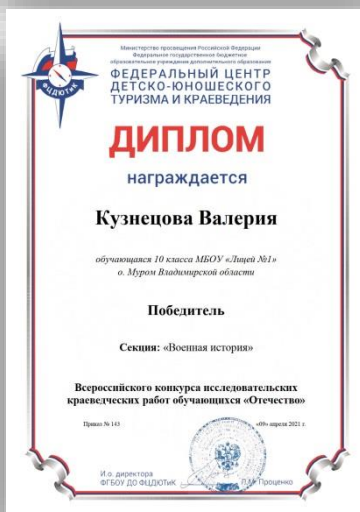 Министерство просвещения Российской Федерации
Федеральное государственное бюджетное
образовательное учреждение дополнительного образования
ФЕДЕРАЛЬНЫЙ ЦЕНТР
ДЕТСКО-ЮНОШЕСКОГО
ТУРИЗМА И КРАЕВЕДЕНИЯ
ФЦДЮТиК
ДИПЛОМ
награждается
Кузнецова Валерия
обучающаяся 10 класса МБОУ «Лицей №1»
о. Муром Владимирской области
Победитель
Секция: «Военная история»
Всероссийского конкурса исследовательских
краеведческих работ обучающихся «Отечество»
Приказ № 143 «09» апреля 2021 г.
И.о. директора
ФГБОУ ДО ФЦДЮТиК Проценко